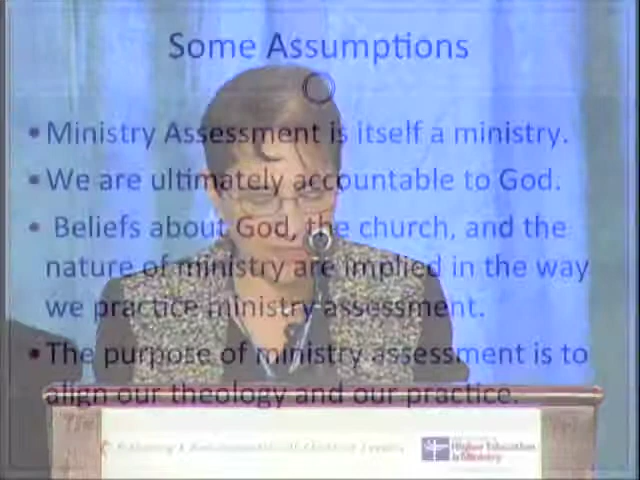 Some Assumptions
• Ministry Assessment is itself a ministry.
• We are ultimately accountable to God.
• Beliefs about God, the church, and the
nature of ministry are implied in the way
we practice ministry assessment.
• The purpose of ministry assessment is to
align our theology and our practice.
Higher Education
& Ministry